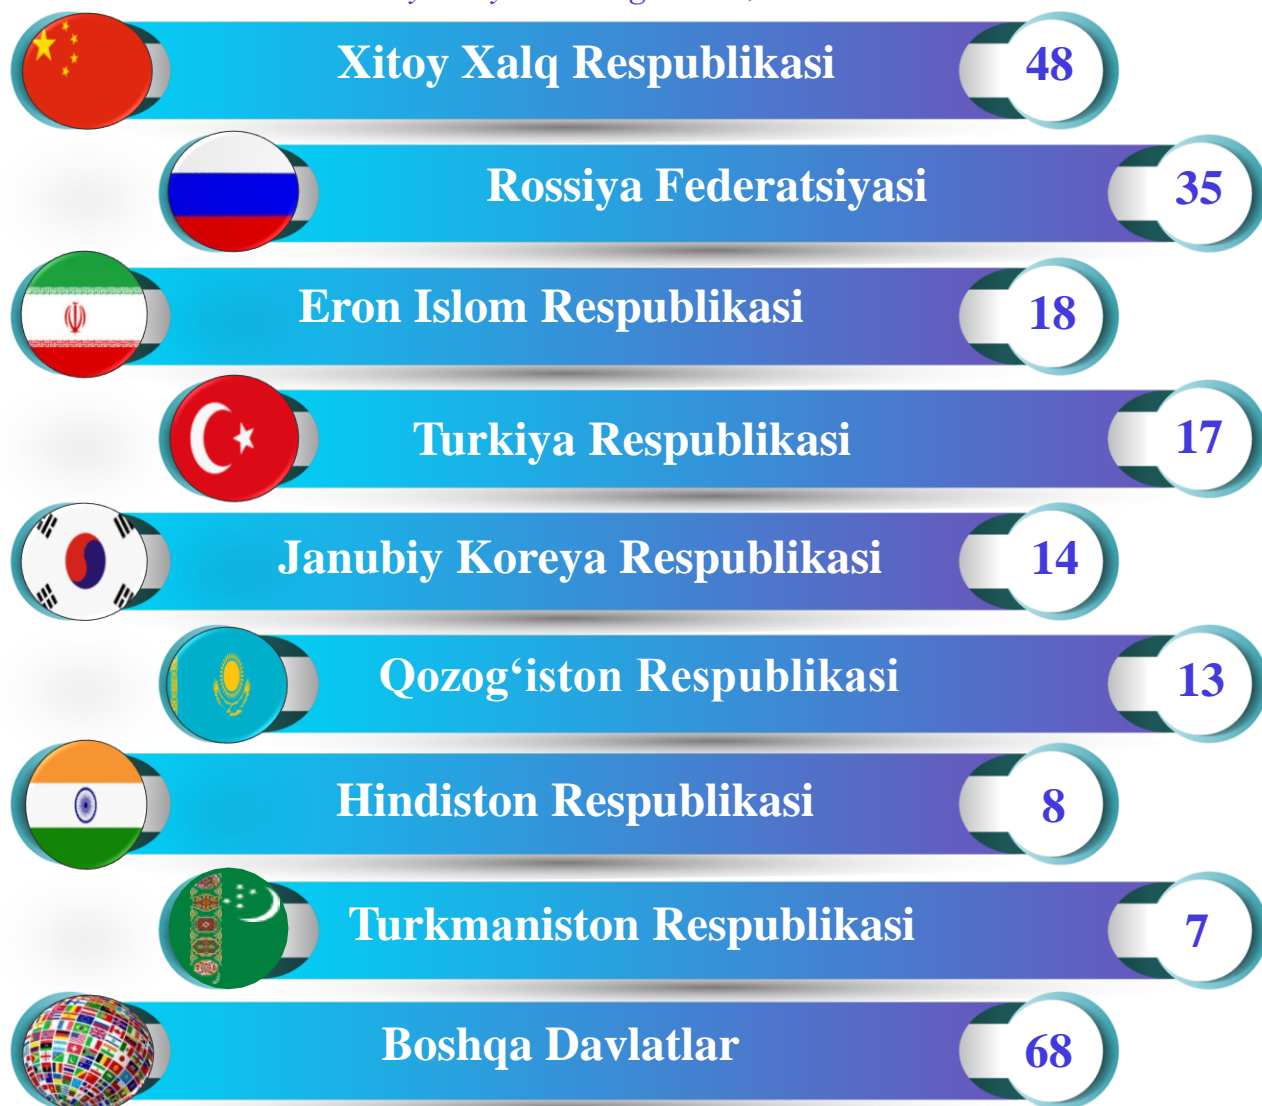 Xitoy Xalq Respublikasi 48
Rossiya Federatsiyasi 35
Eron Islom Respublikasi 18
Turkiya Respublikasi 17
Janubiy Koreya Respublikasi 14
Qozog‘iston Respublikasi 13
Hindiston Respublikasi 8
Turkmaniston Respublikasi 7
Boshqa Davlatlar 68